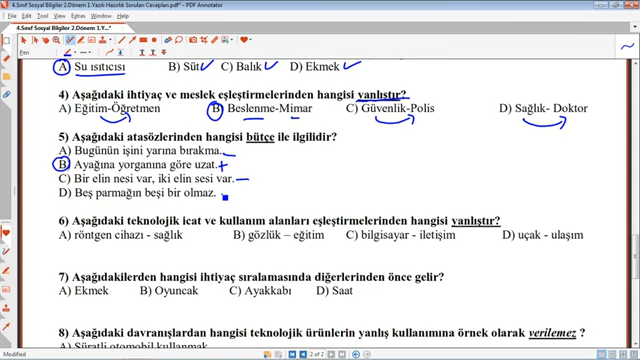 4.Sınıf Sosyal Bilgiler 2.Dönem 1.Yazılı Hazırlık Soruları Cevapları.pdf* - PDF Annotator
File Edit View Insert Tools Extras Window Help
4.Sınıf Sosyal Bilgiler 2.Dönem 1.Y...
A) Su ısıtıcısı B) Süt C) Balık D) Ekmek
4) Aşağıdaki ihtiyaç ve meslek eşleştirmelerinden hangisi yanlıştır?
A) Eğitim-Öğretmen B) Beslenme-Mimar C) Güvenlik-Polis D) Sağlık- Doktor
5) Aşağıdaki atasözlerinden hangisi bütçe ile ilgilidir?
A) Bugünün işini yarına bırakma.
B) Ayağına yorganına göre uzat.
C) Bir elin nesi var, iki elin sesi var.
D) Beş parmağın beşi bir olmaz.
6) Aşağıdaki teknolojik icat ve kullanım alanları eşleştirmelerinden hangisi yanlıştır?
A) röntgen cihazı - sağlık B) gözlük – eğitim C) bilgisayar - iletişim D) uçak - ulaşım
7) Aşağıdakilerden hangisi ihtiyaç sıralamasında diğerlerinden önce gelir?
A) Ekmek B) Oyuncak C) Ayakkabı D) Saat
8) Aşağıdaki davranışlardan hangisi teknolojik ürünlerin yanlış kullanımına örnek olarak verilemez ?
A) Süratli otomobil kullanmak
Modified
2 of 2